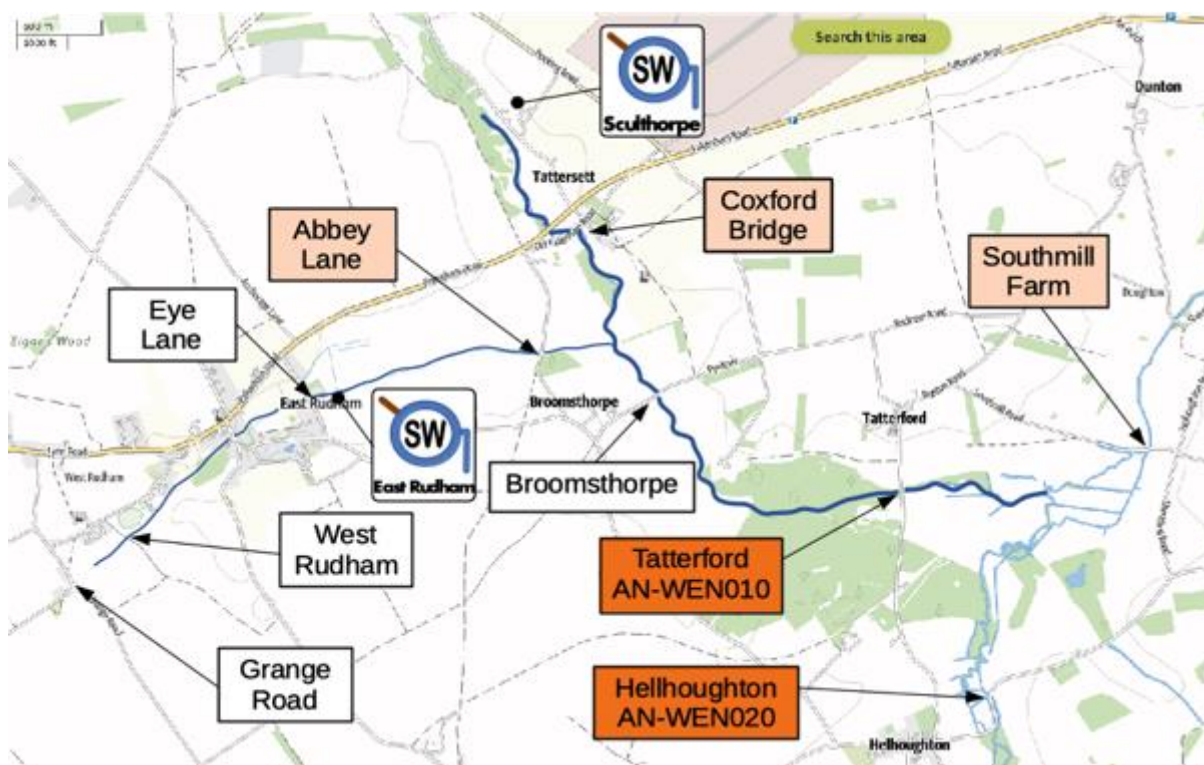 Search this area
SW
Sculthorpe
Dunton
Tattersett
Coxford
Bridge
Abbey
Lane
Southmill
Farm
Eye
Lane
East Rudham
SW
East Rudham
Broomsthorpe
Tatterford
West Rudham
Broomsthorpe
West
Rudham
Tatterford
AN-WEN010
Grange
Road
Hellhoughton
AN-WEN020
Helhoughton